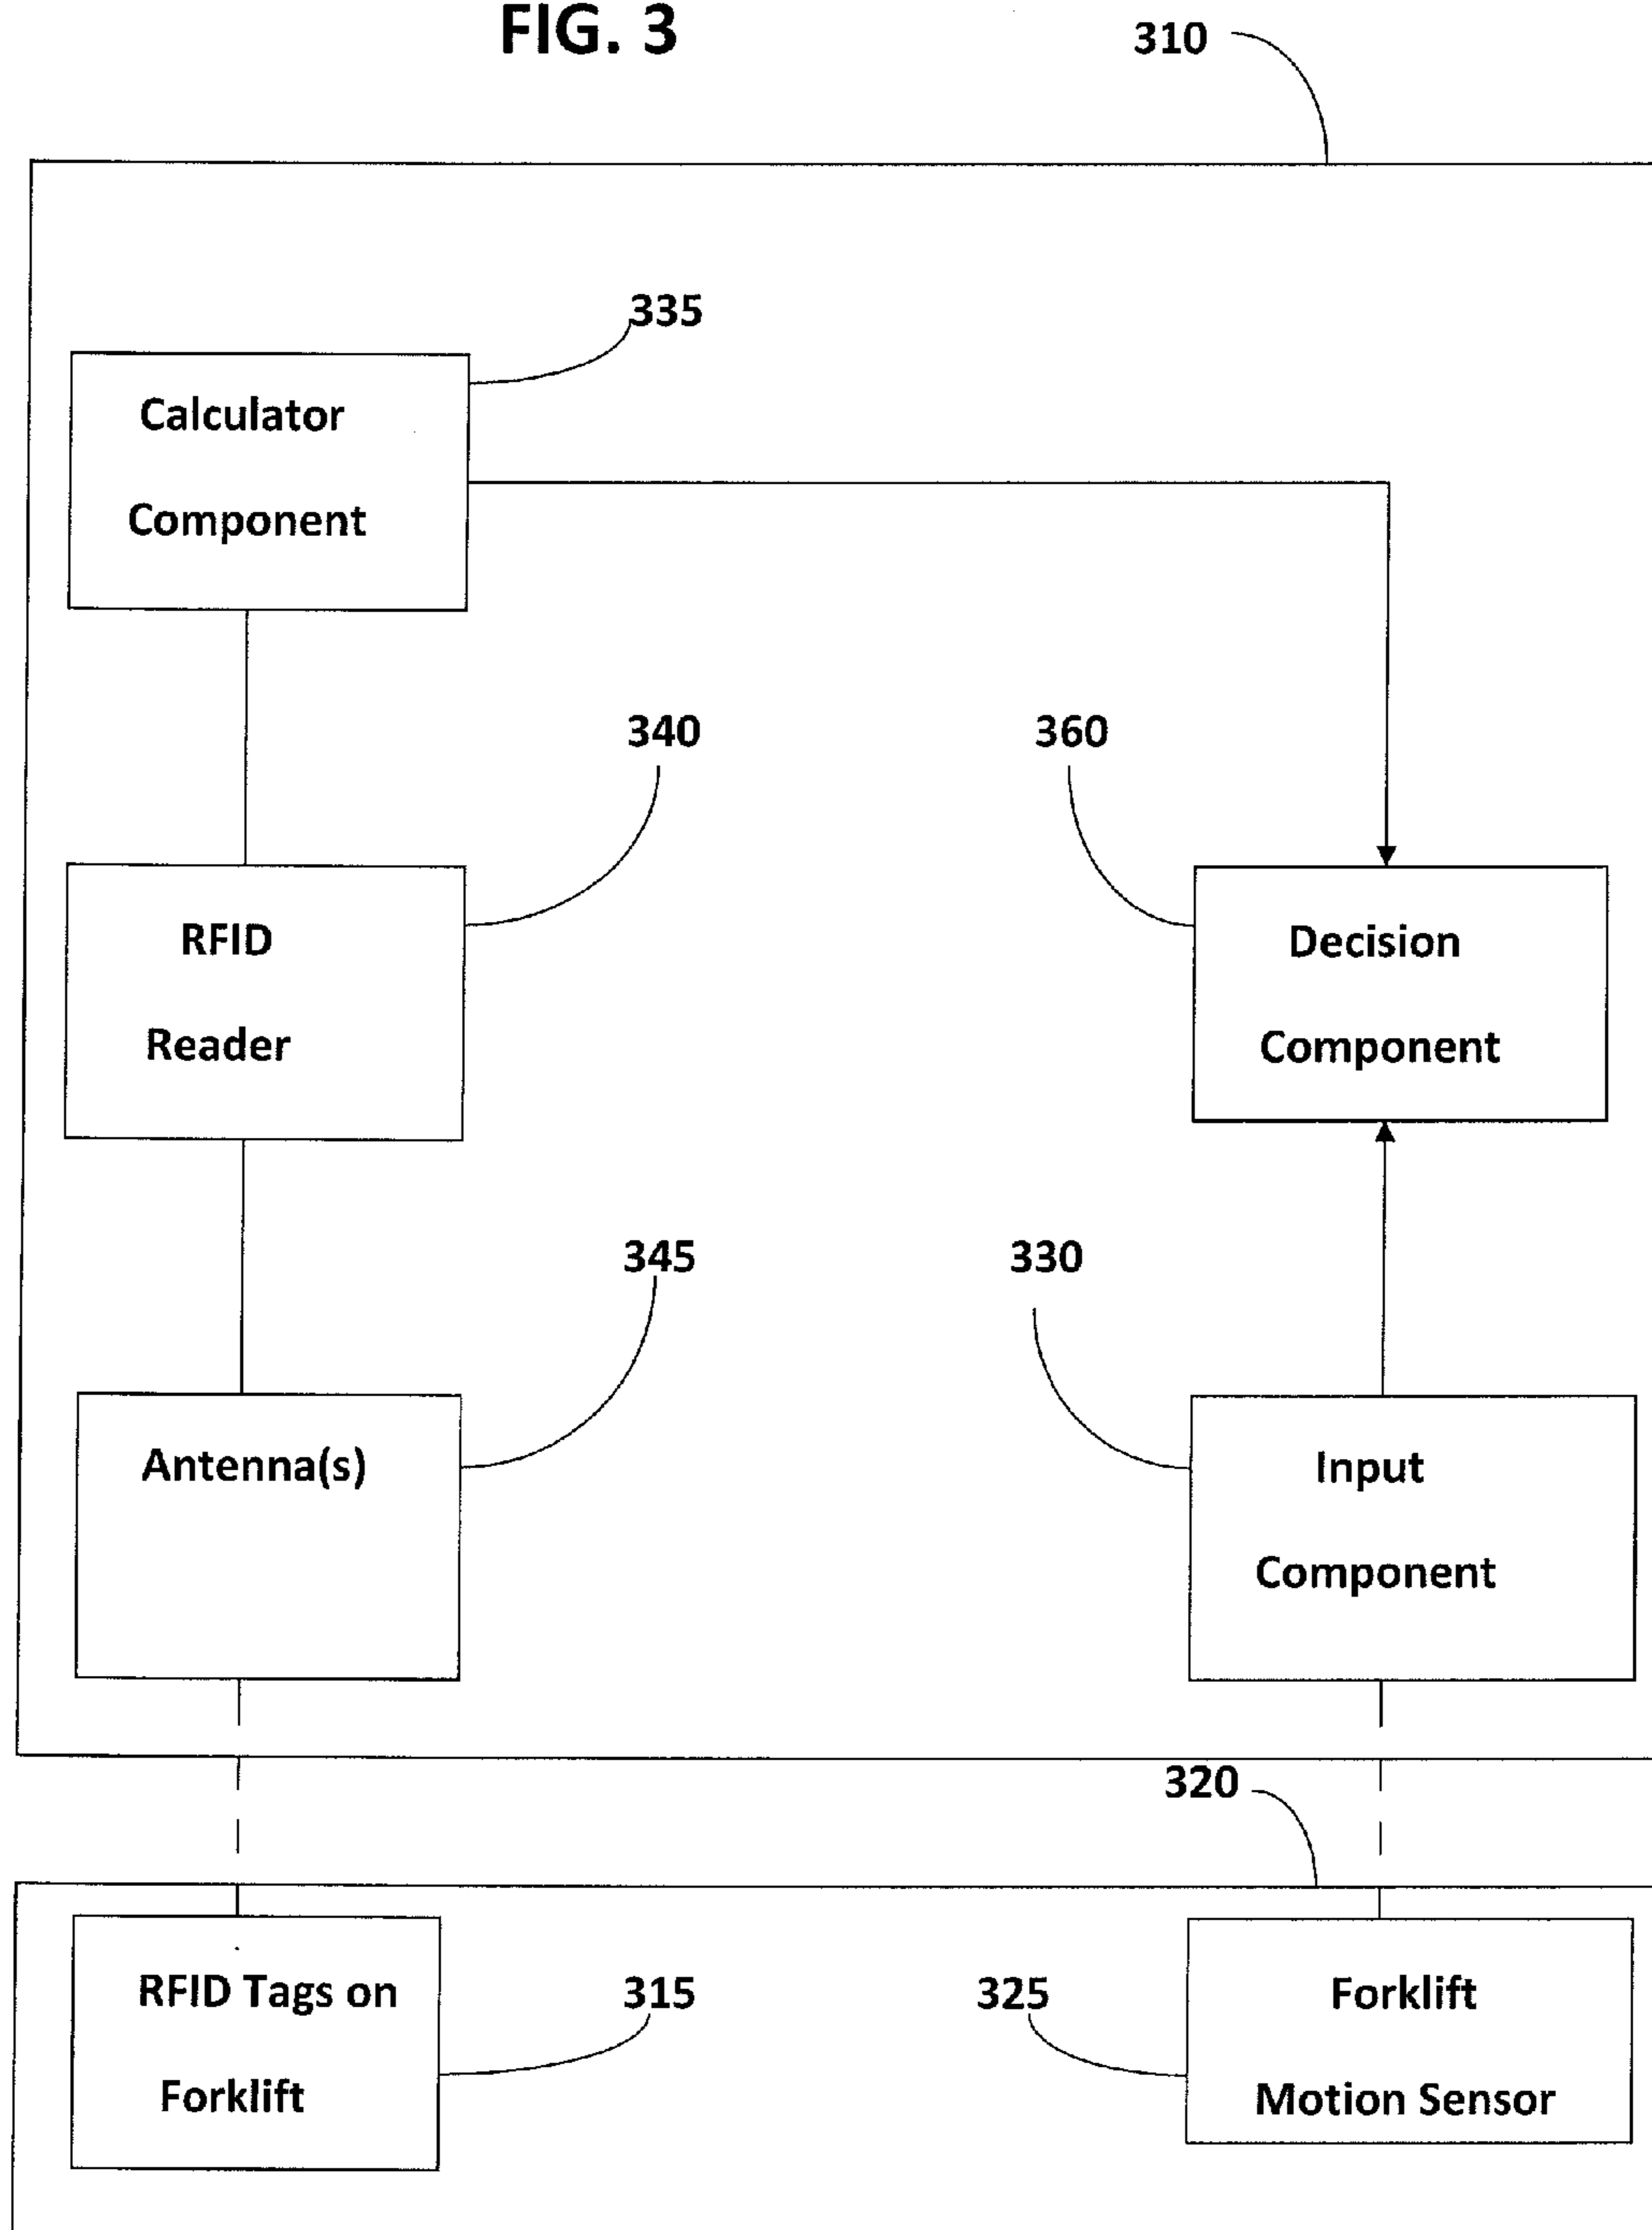 FIG. 3
310
335
Calculator
Component
340
360
RFID
Reader
Decision
Component
345
330
Antenna(s)
Input
Component
320
RFID Tags on
Forklift
315
325
Forklift
Motion Sensor